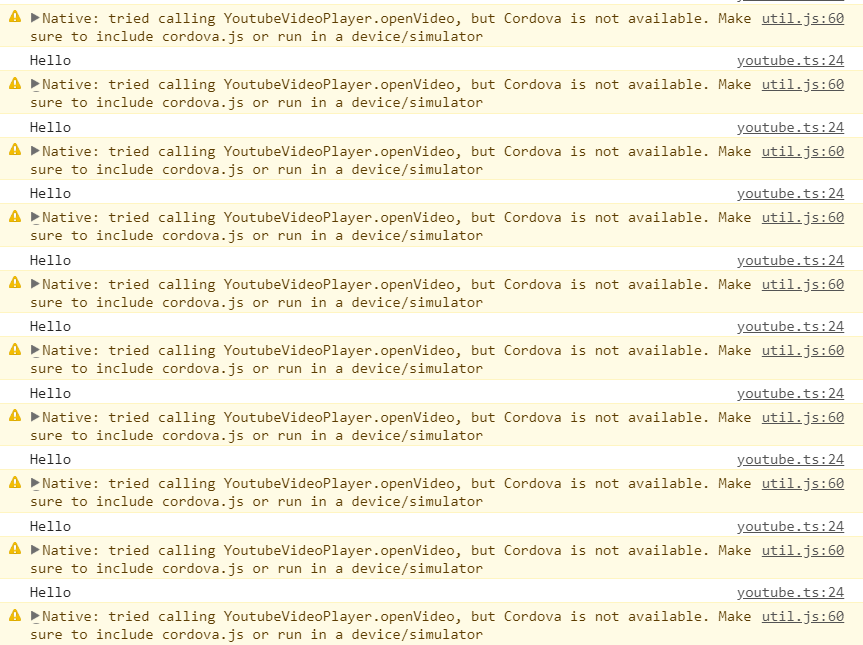 Native: tried calling YoutubeVideoPlayer.openVideo, but Cordova is not available. Make util.js:60
sure to include cordova.js or run in a device/simulator
Hello youtube.ts:24
Native: tried calling YoutubeVideoPlayer.openVideo, but Cordova is not available. Make util.js:60
sure to include cordova.js or run in a device/simulator
Hello youtube.ts:24
Native: tried calling YoutubeVideoPlayer.openVideo, but Cordova is not available. Make util.js:60
sure to include cordova.js or run in a device/simulator
Hello youtube.ts:24
Native: tried calling YoutubeVideoPlayer.openVideo, but Cordova is not available. Make util.js:60
sure to include cordova.js or run in a device/simulator
Hello youtube.ts:24
Native: tried calling YoutubeVideoPlayer.openVideo, but Cordova is not available. Make util.js:60
sure to include cordova.js or run in a device/simulator
Hello youtube.ts:24
Native: tried calling YoutubeVideoPlayer.openVideo, but Cordova is not available. Make util.js:60
sure to include cordova.js or run in a device/simulator
Hello youtube.ts:24
Native: tried calling YoutubeVideoPlayer.openVideo, but Cordova is not available. Make util.js:60
sure to include cordova.js or run in a device/simulator
Hello youtube.ts:24
Native: tried calling YoutubeVideoPlayer.openVideo, but Cordova is not available. Make util.js:60
sure to include cordova.js or run in a device/simulator
Hello youtube.ts:24
Native: tried calling YoutubeVideoPlayer.openVideo, but Cordova is not available. Make util.js:60
sure to include cordova.js or run in a device/simulator
Hello youtube.ts:24
Native: tried calling YoutubeVideoPlayer.openVideo, but Cordova is not available. Make util.js:60
sure to include cordova.js or run in a device/simulator